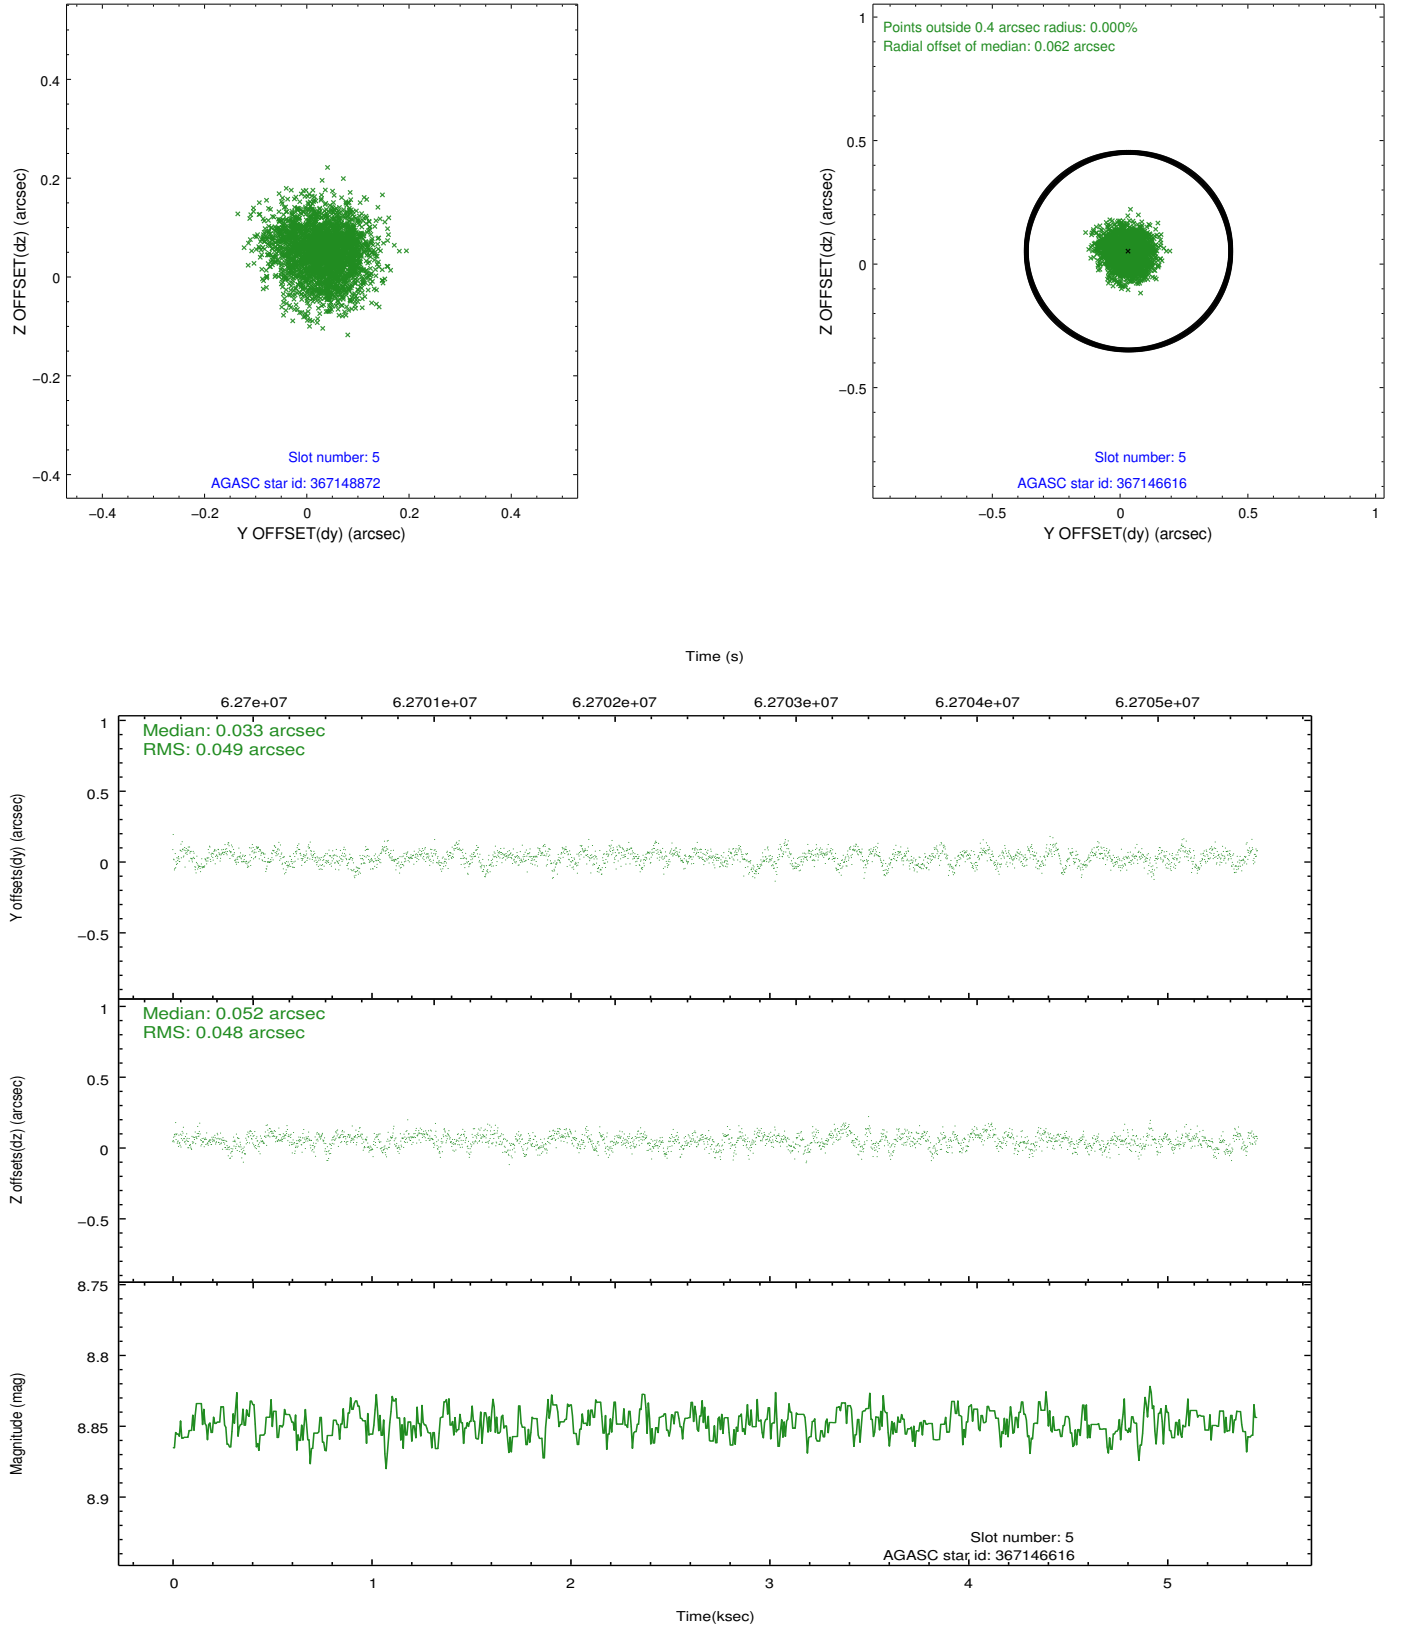 0.4
0.2
0
−0.2
−0.4
−0.4
−0.2
0
0.2
0.4
Z OFFSET(dz) (arcsec)
Y OFFSET(dy) (arcsec)
Slot number: 5
AGASC star id: 367148872
Points outside 0.4 arcsec radius: 0.000%
Radial offset of median: 0.062 arcsec
1
0.5
0
−0.5
−0.5
0
0.5
1
Z OFFSET(dz) (arcsec)
Y OFFSET(dy) (arcsec)
Slot number: 5
AGASC star id: 367146616
Time (s)
6.27e+07
6.2701e+07
6.2702e+07
6.2703e+07
6.2704e+07
6.2705e+07
Median: 0.033 arcsec
RMS: 0.049 arcsec
1
0.5
0
−0.5
Y offsets(dy) (arcsec)
Median: 0.052 arcsec
RMS: 0.048 arcsec
1
0.5
0
−0.5
Z offsets(dz) (arcsec)
8.75
8.8
8.85
8.9
Magnitude (mag)
Slot number: 5
AGASC star id: 367146616
0
1
2
3
4
5
Time(ksec)